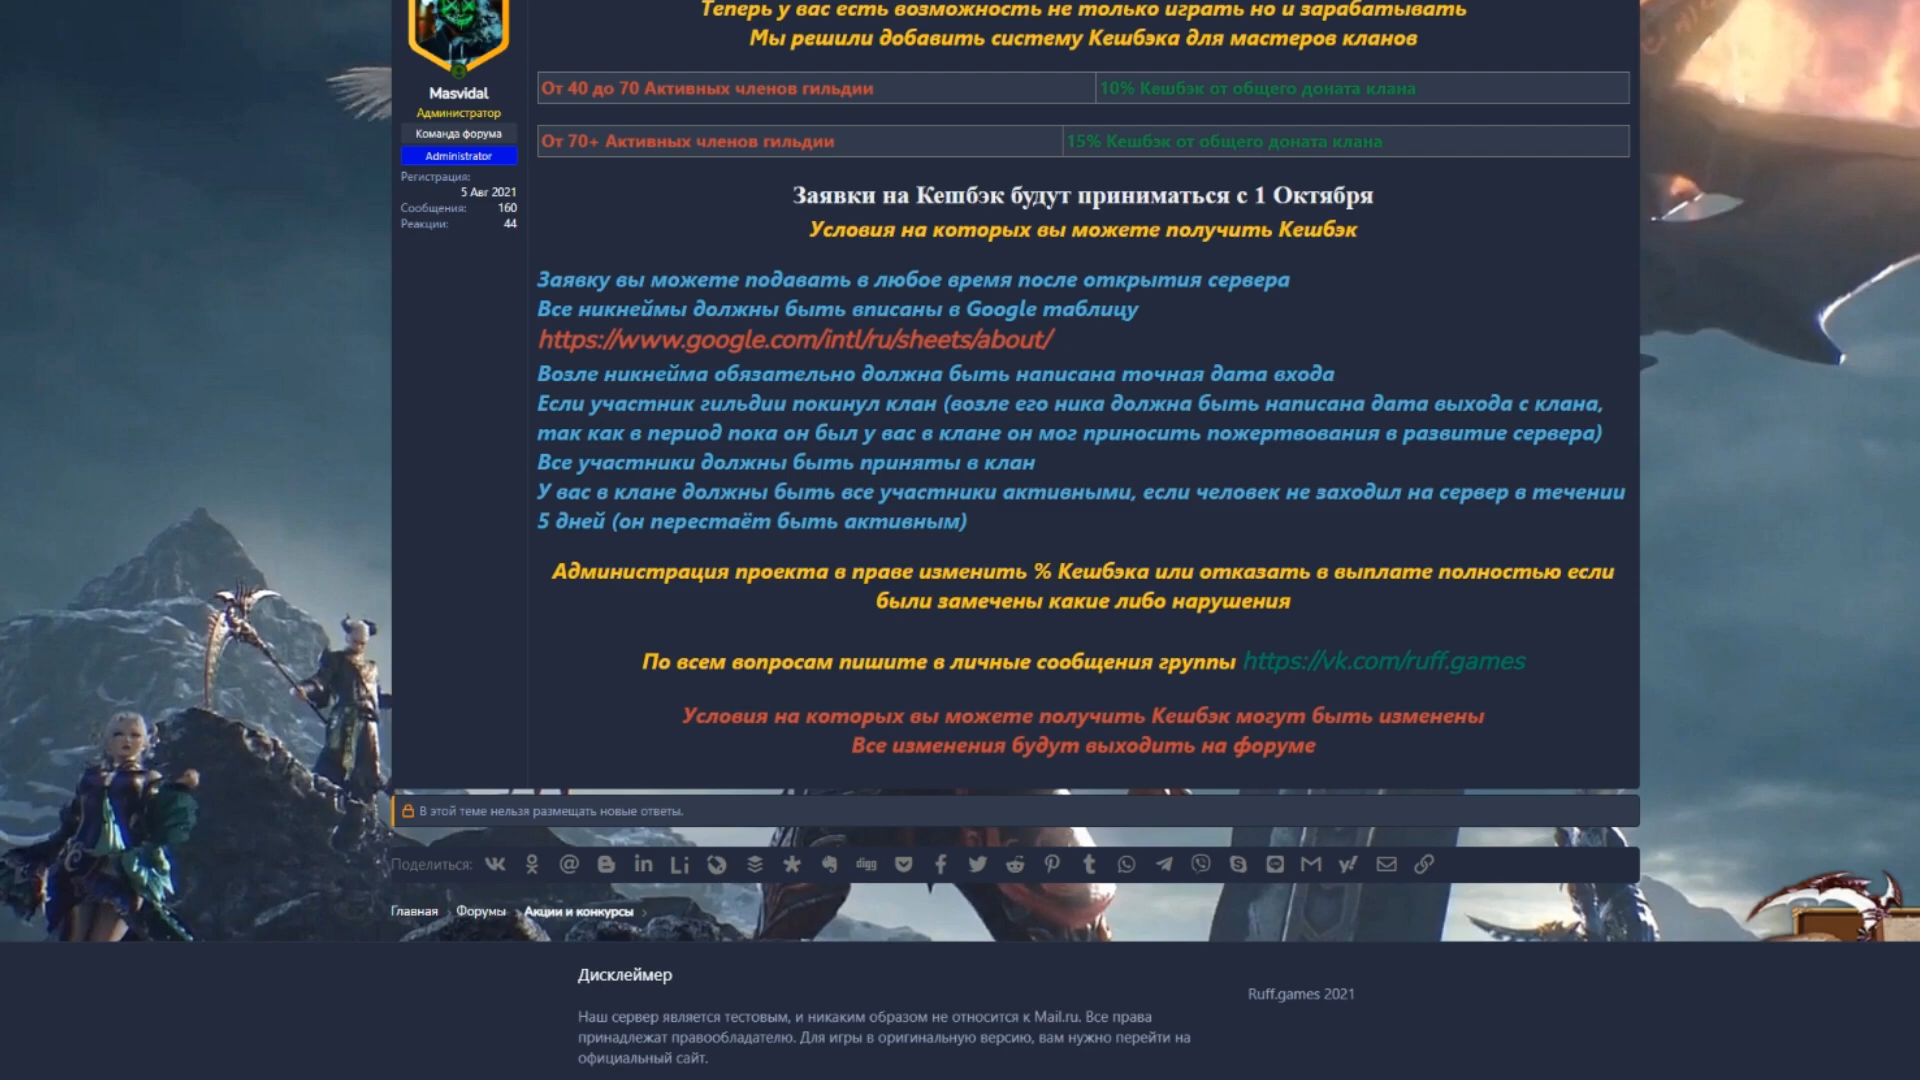 Теперь у вас есть возможность не только играть но и зарабатывать
Мы решили добавить систему Кешбэка для мастеров кланов
От 40 до 70 Активных членов гильдии
10% Кешбэк от общего доната клана
От 70+ Активных членов гильдии
15% Кешбэк от общего доната клана
Masvidal
Администратор
Команда форума
Administrator
Регистрация:
5 Авг 2021
Сообщения: 160
Реакции: 44
Заявки на Кешбэк будут приниматься с 1 Октября
Условия на которых вы можете получить Кешбэк
Заявку вы можете подавать в любое время после открытия сервера
Все никнеймы должны быть вписаны в Google таблицу
https://www.google.com/intl/ru/sheets/about/
Возле никнейма обязательно должна быть написана точная дата входа
Если участник гильдии покинул клан (возле его ника должна быть написана дата выхода с клана,
так как в период пока он был у вас в клане он мог приносить пожертвования в развитие сервера)
Все участники должны быть приняты в клан
У вас в клане должны быть все участники активными, если человек не заходил на сервер в течении
5 дней (он перестаёт быть активным)
Администрация проекта в праве изменить % Кешбэка или отказать в выплате полностью если
были замечены какие либо нарушения
По всем вопросам пишите в личные сообщения группы https://vk.com/ruff.games
Условия на которых вы можете получить Кешбэк могут быть изменены
Все изменения будут выходить на форуме
В этой теме нельзя размещать новые ответы.
Поделиться:
digg
Главная
Форумы
Акции и конкурсы
Дисклеймер
Наш сервер является тестовым, и никаким образом не относится к Mail.ru. Все права
принадлежат правообладателю. Для игры в оригинальную версию, вам нужно перейти на
официальный сайт.
Ruff.games 2021